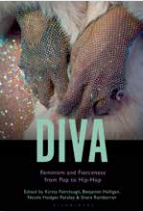 DIVA
Feminism and Fierceness
from Pop to Hip-Hop
Edited by Kirsty Fairclough, Benjamin Halligan,
Nicole Hodges Persley & Shara Rambarran
BLOOMSBURY